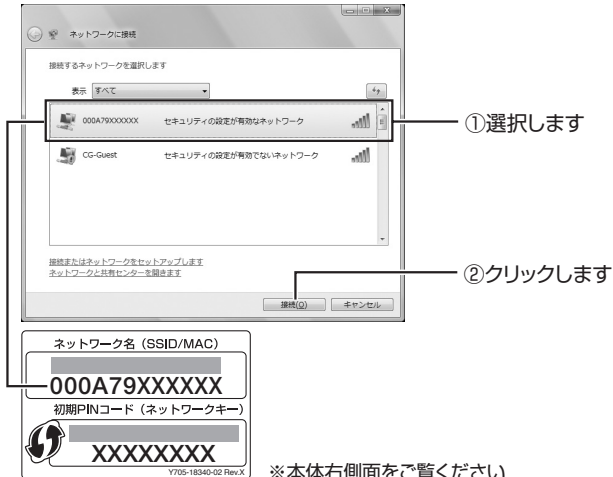 ネットワークに接続
接続するネットワークを選択します
表示 すべて
000A79XXXXXX セキュリティの設定が有効なネットワーク
①選択します
CG-Guest セキュリティの設定が有効でないネットワーク
接続またはネットワークをセットアップします
ネットワークと共有センターを開きます
②クリックします
接続(O) キャンセル
ネットワーク名（SSID/MAC）
000A79XXXXXX
初期PINコード（ネットワークキー）
XXXXXXXX
Y705-18340-02 Rev.X
※本体右側面をご覧ください